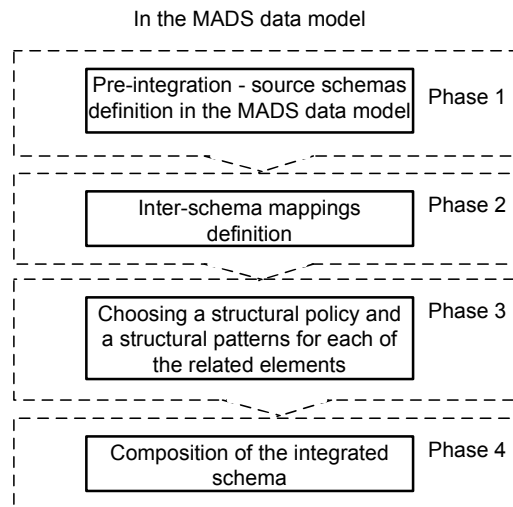 In the MADS data model
Pre-integration - source schemas
definition in the MADS data model
Phase 1
Inter-schema mappings
definition
Phase 2
Choosing a structural policy and
a structural patterns for each of
the related elements
Phase 3
Composition of the integrated
schema
Phase 4